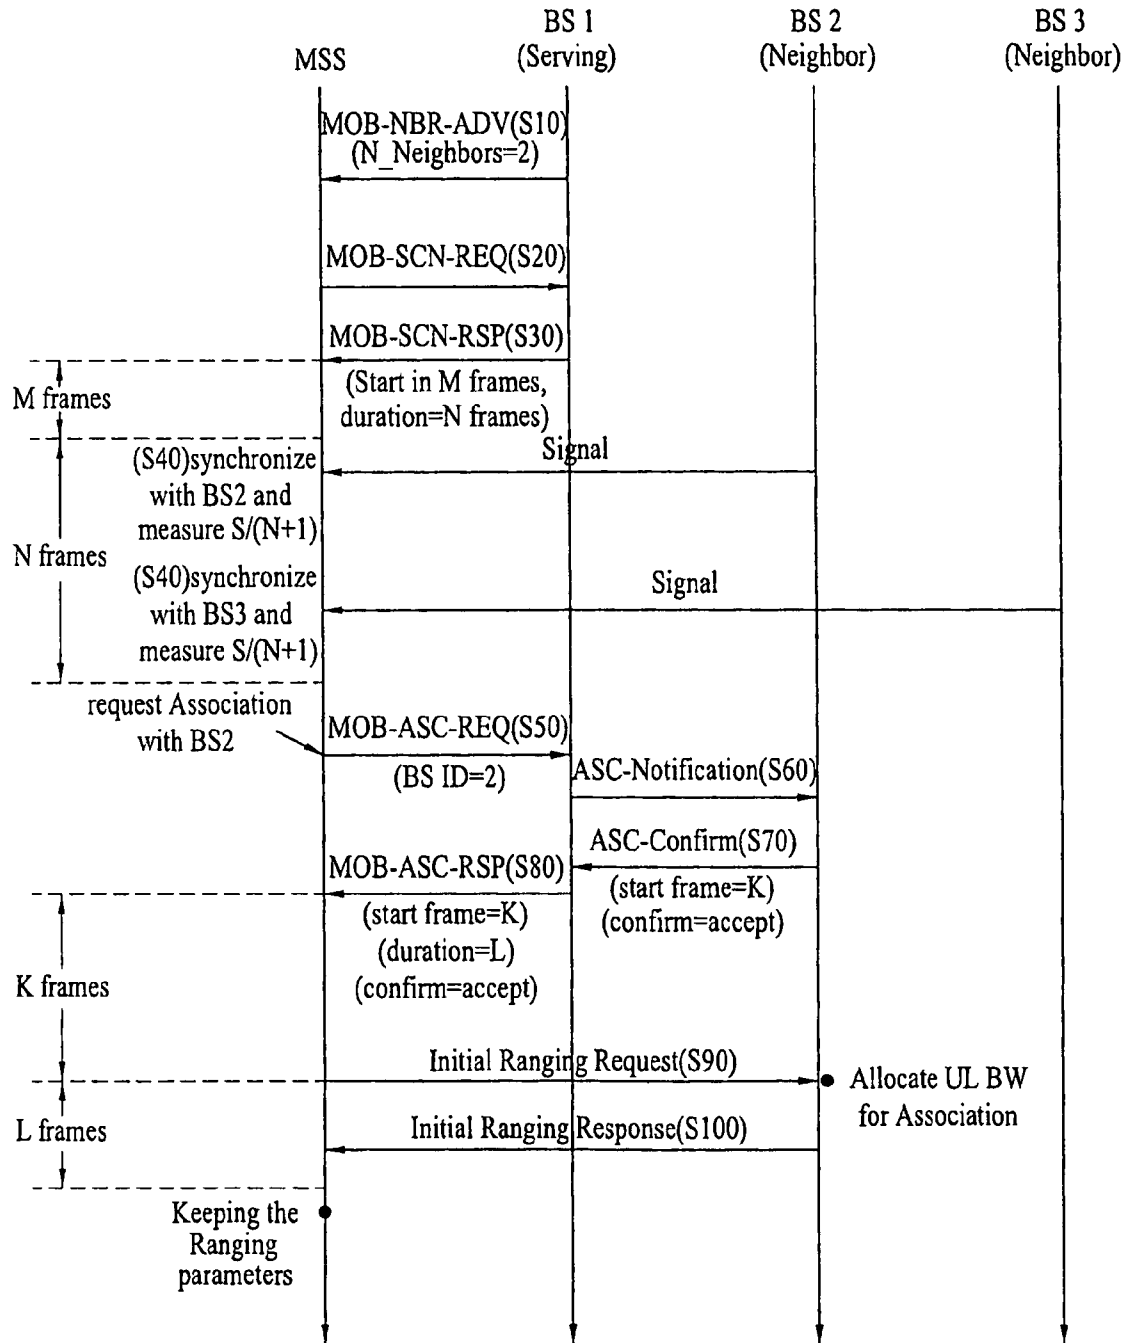 MSS
BS 1
(Serving)
BS 2
(Neighbor)
BS 3
(Neighbor)
MOB-NBR-ADV(S10)
(N_Neighbors=2)
MOB-SCN-REQ(S20)
MOB-SCN-RSP(S30)
(Start in M frames,
duration=N frames)
M frames
Signal
(S40)synchronize
with BS2 and
measure S/(N+1)
N frames
(S40)synchronize
with BS3 and
measure S/(N+1)
Signal
request Association
with BS2
MOB-ASC-REQ(S50)
(BS ID=2)
ASC-Notification(S60)
ASC-Confirm(S70)
(start frame=K)
(confirm=accept)
MOB-ASC-RSP(S80)
(start frame=K)
(duration=L)
(confirm=accept)
K frames
Initial Ranging Request(S90)
Allocate UL BW
for Association
L frames
Initial Ranging Response(S100)
Keeping the
Ranging
parameters